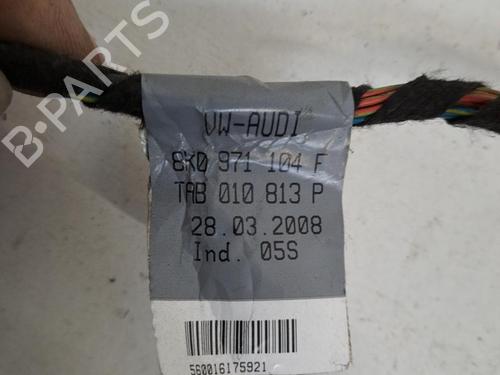 VW-AUDI
8K0 971 104 F
TAB 010 813 P
28.03.2008
Ind. 05S
560016175921
B-PARTS